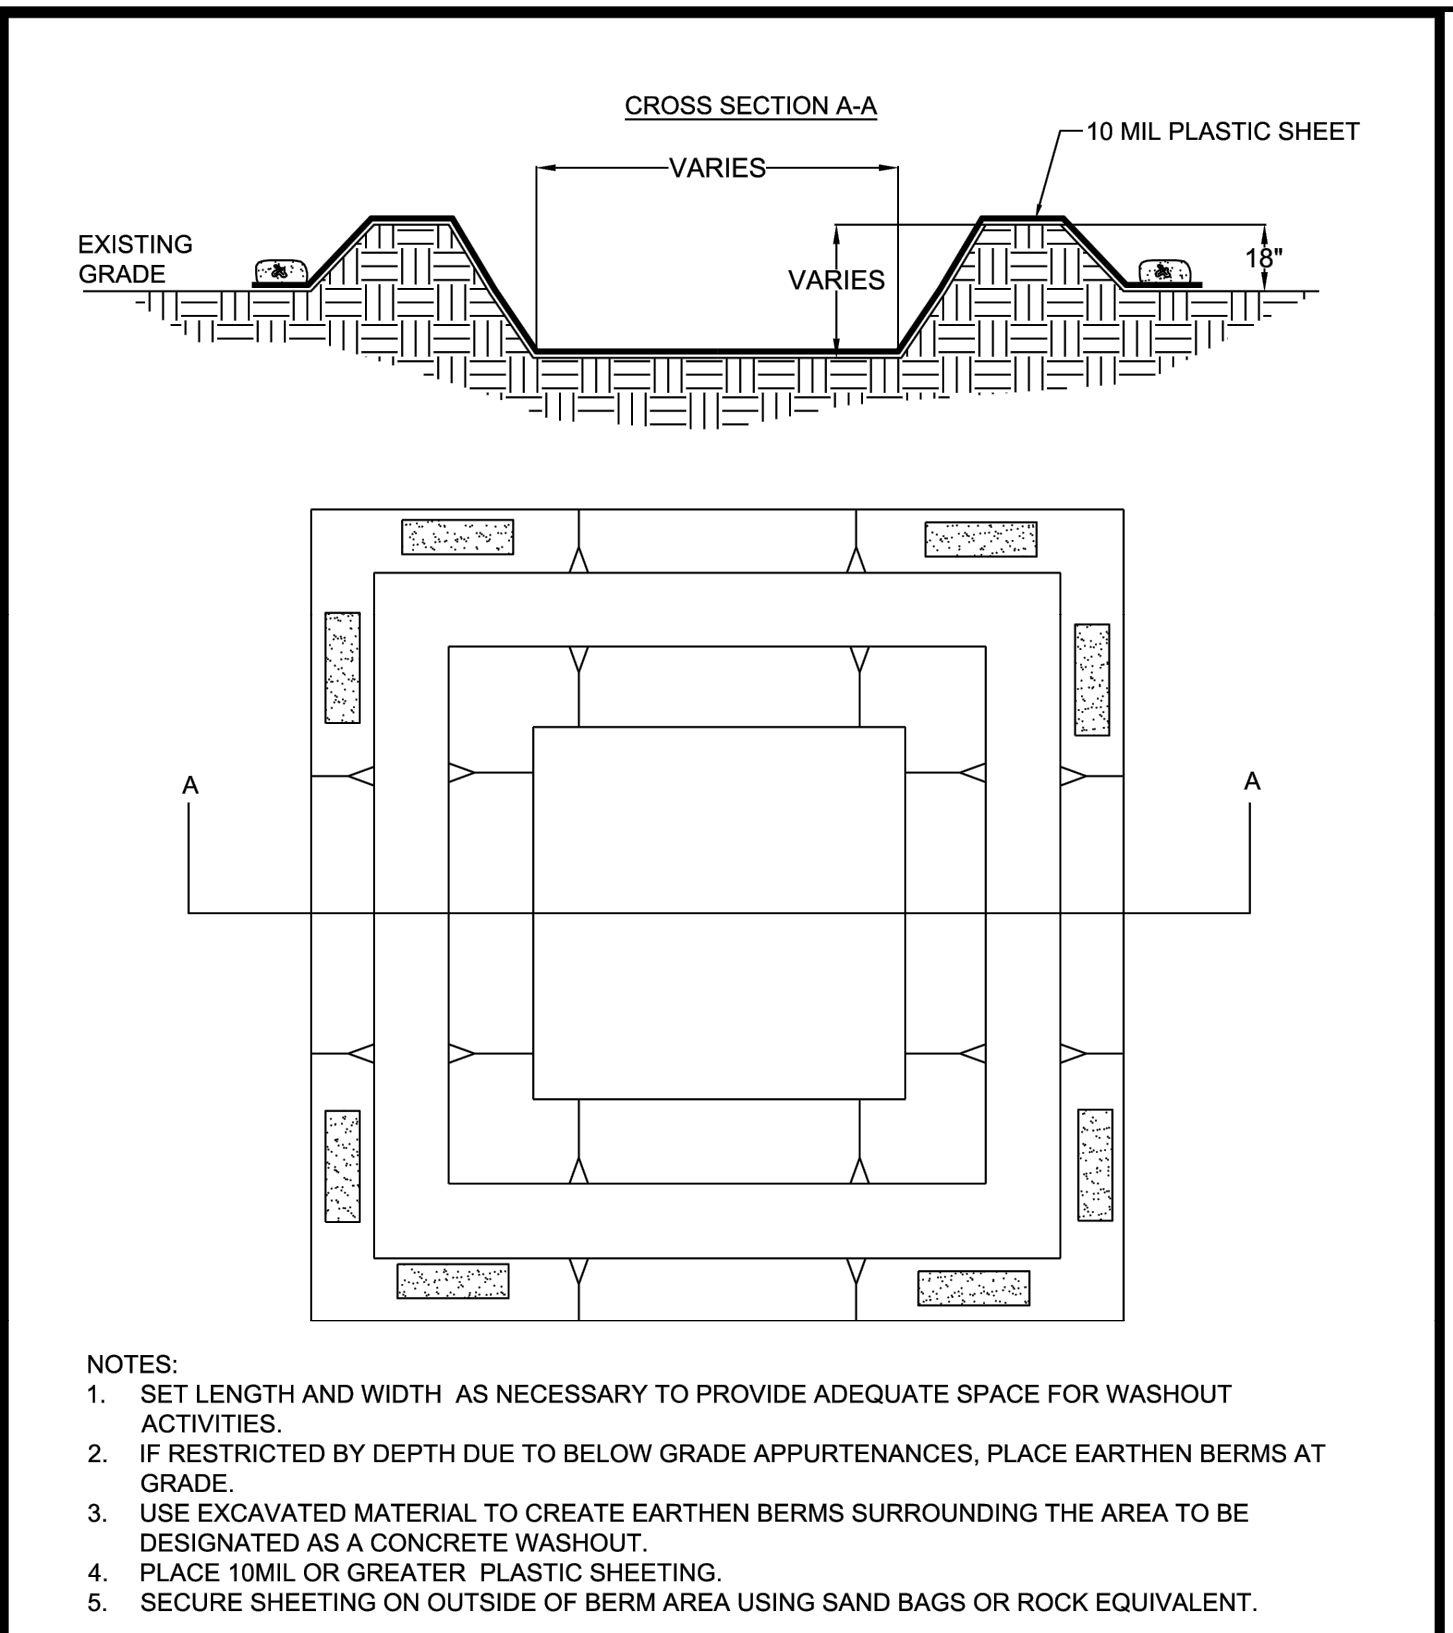 CROSS SECTION A-A
10 MIL PLASTIC SHEET
VARIES
EXISTING
GRADE
VARIES
18"
A
A
NOTES:
1. SET LENGTH AND WIDTH AS NECESSARY TO PROVIDE ADEQUATE SPACE FOR WASHOUT
ACTIVITIES.
2. IF RESTRICTED BY DEPTH DUE TO BELOW GRADE APPURTENANCES, PLACE EARTHEN BERMS AT
GRADE.
3. USE EXCAVATED MATERIAL TO CREATE EARTHEN BERMS SURROUNDING THE AREA TO BE
DESIGNATED AS A CONCRETE WASHOUT.
4. PLACE 10MIL OR GREATER PLASTIC SHEETING.
5. SECURE SHEETING ON OUTSIDE OF BERM AREA USING SAND BAGS OR ROCK EQUIVALENT.